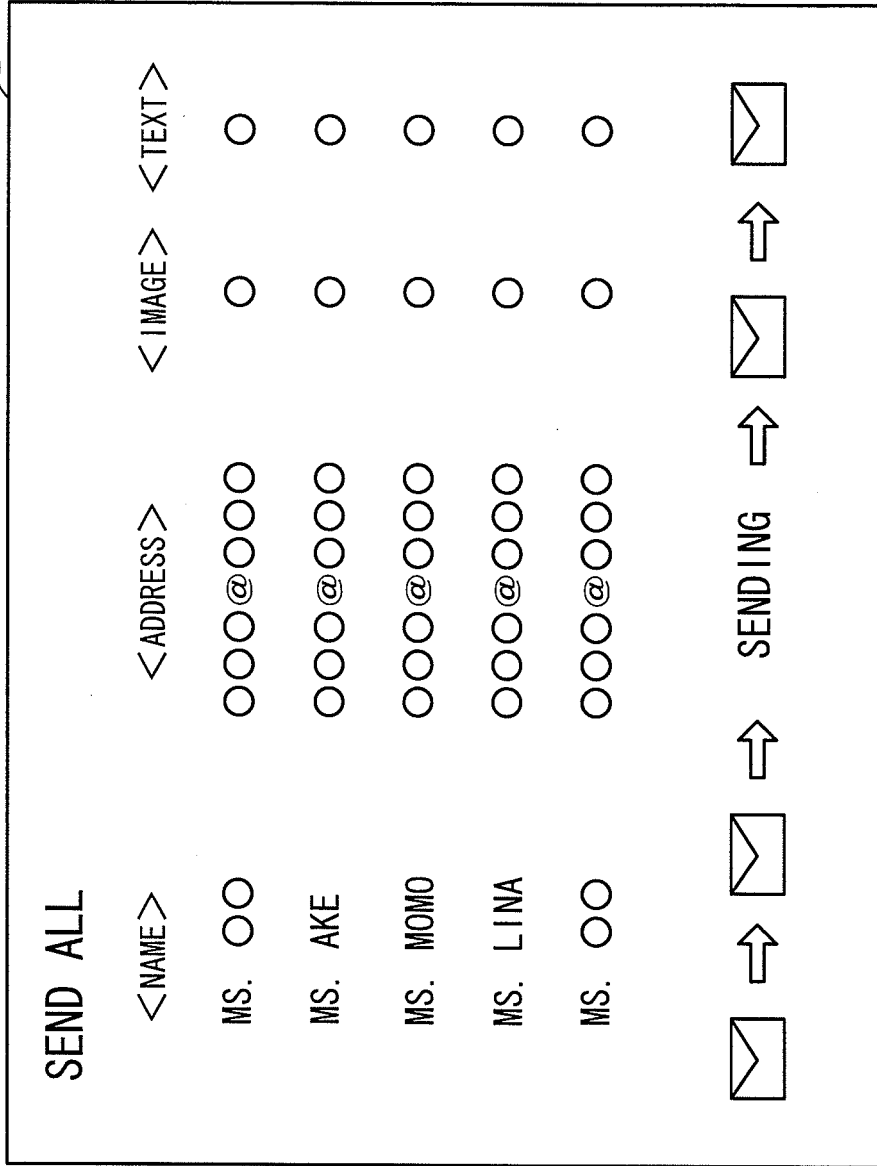 SEND ALL
<NAME> <ADDRESS> <IMAGE> <TEXT>
MS. ○○ ○○○@○○○ ○ ○
MS. AKE ○○○@○○○ ○ ○
MS. MOMO ○○○@○○○ ○ ○
MS. LINA ○○○@○○○ ○ ○
MS. ○○ ○○○@○○○ ○ ○
SENDING